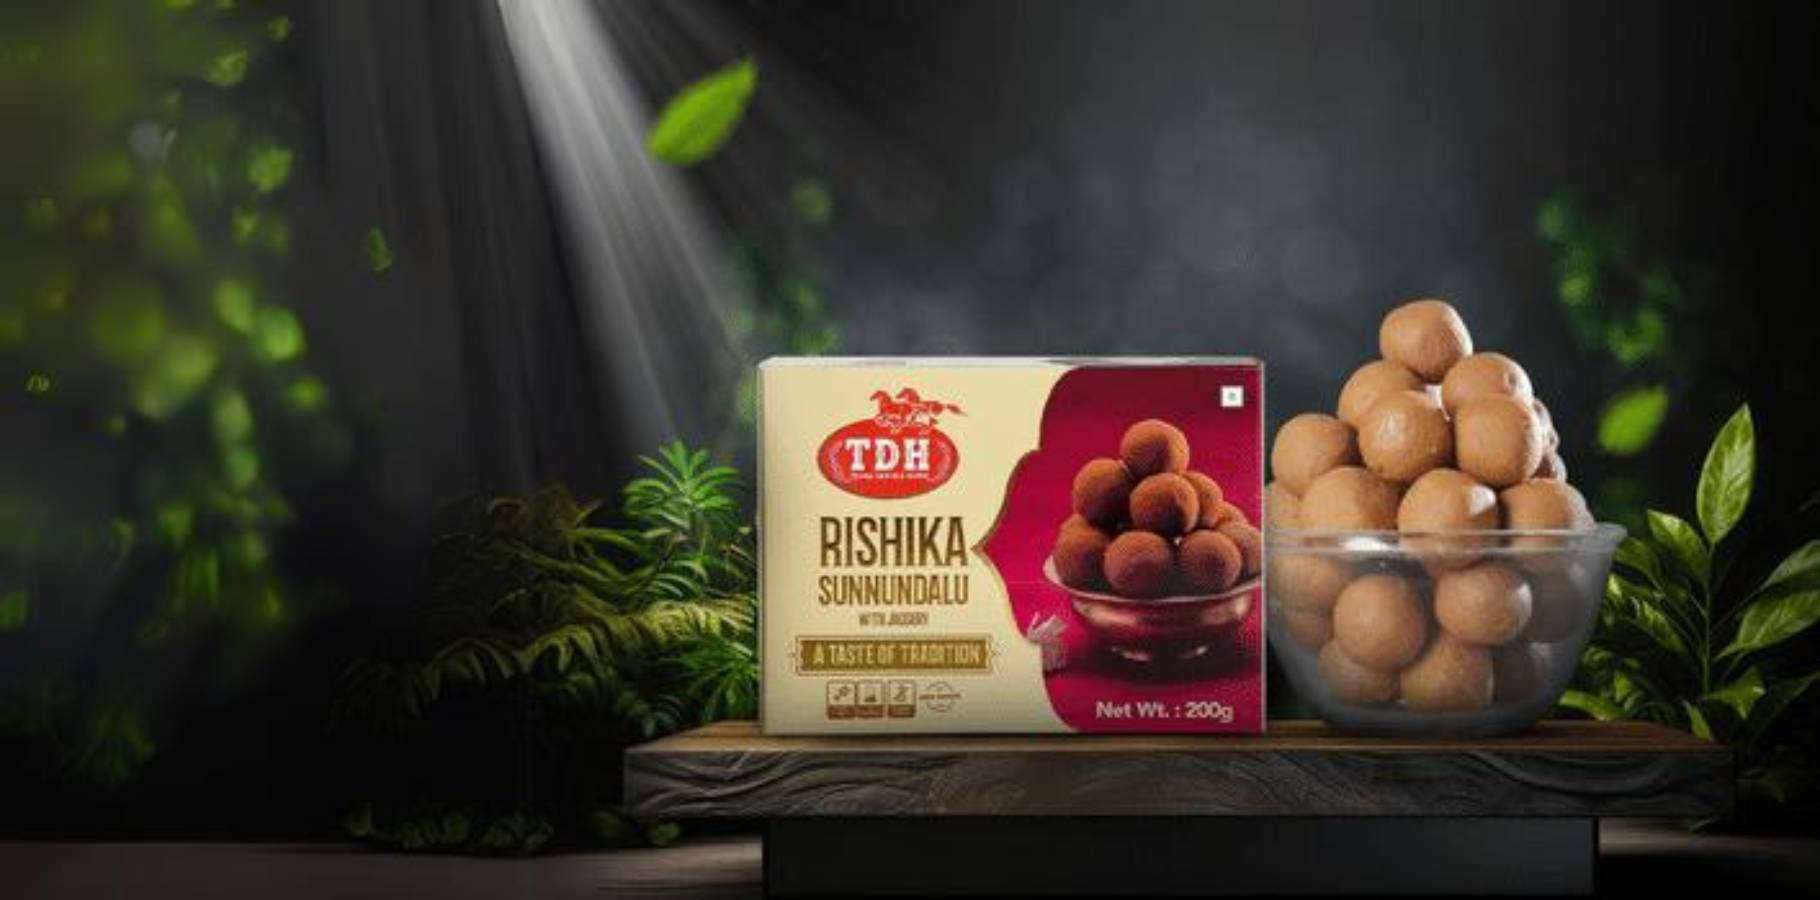 TDH
RISHIKA
SUNNUNDALU
WITH JAGGERY
A TASTE OF TRADITION
Net Wt. : 200g